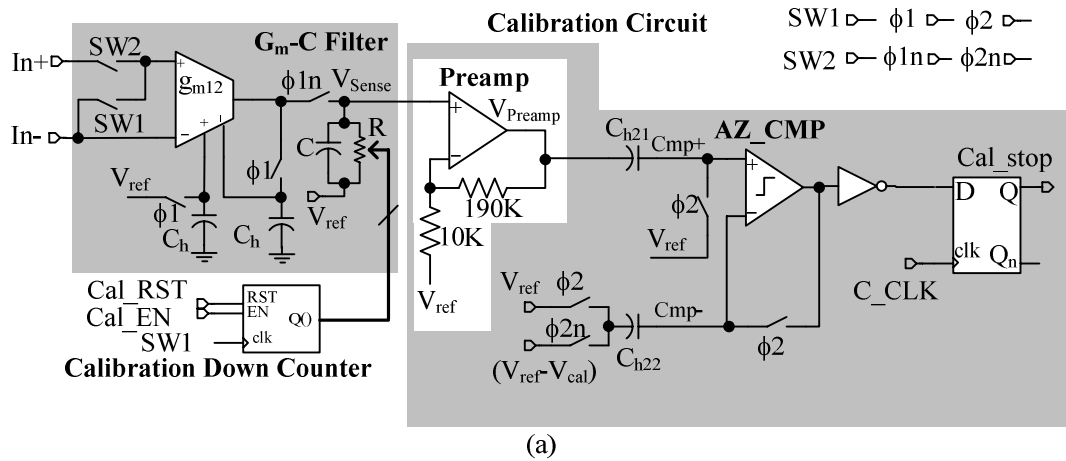 Calibration Circuit
SW1 ϕ1 ϕ2
SW2 ϕ1n ϕ2n
Gm-C Filter
In+
SW2
gm12
+
−
SW1
In-
ϕ1n
VSense
C
R
ϕ1
Vref
Vref
ϕ1
Ch
Ch
+
−
Preamp
+
−
VPreamp
190K
10K
Vref
Ch21
Cmp+
AZ_CMP
+
−
ϕ2
Vref
Cal_stop
D
Q
clk
Qn
C_CLK
Vref
ϕ2
ϕ2n
(Vref-Vcal)
Ch22
Cmp-
ϕ2
Cal_RST
Cal_EN
SW1
RST
EN
Q()
clk
Calibration Down Counter
(a)